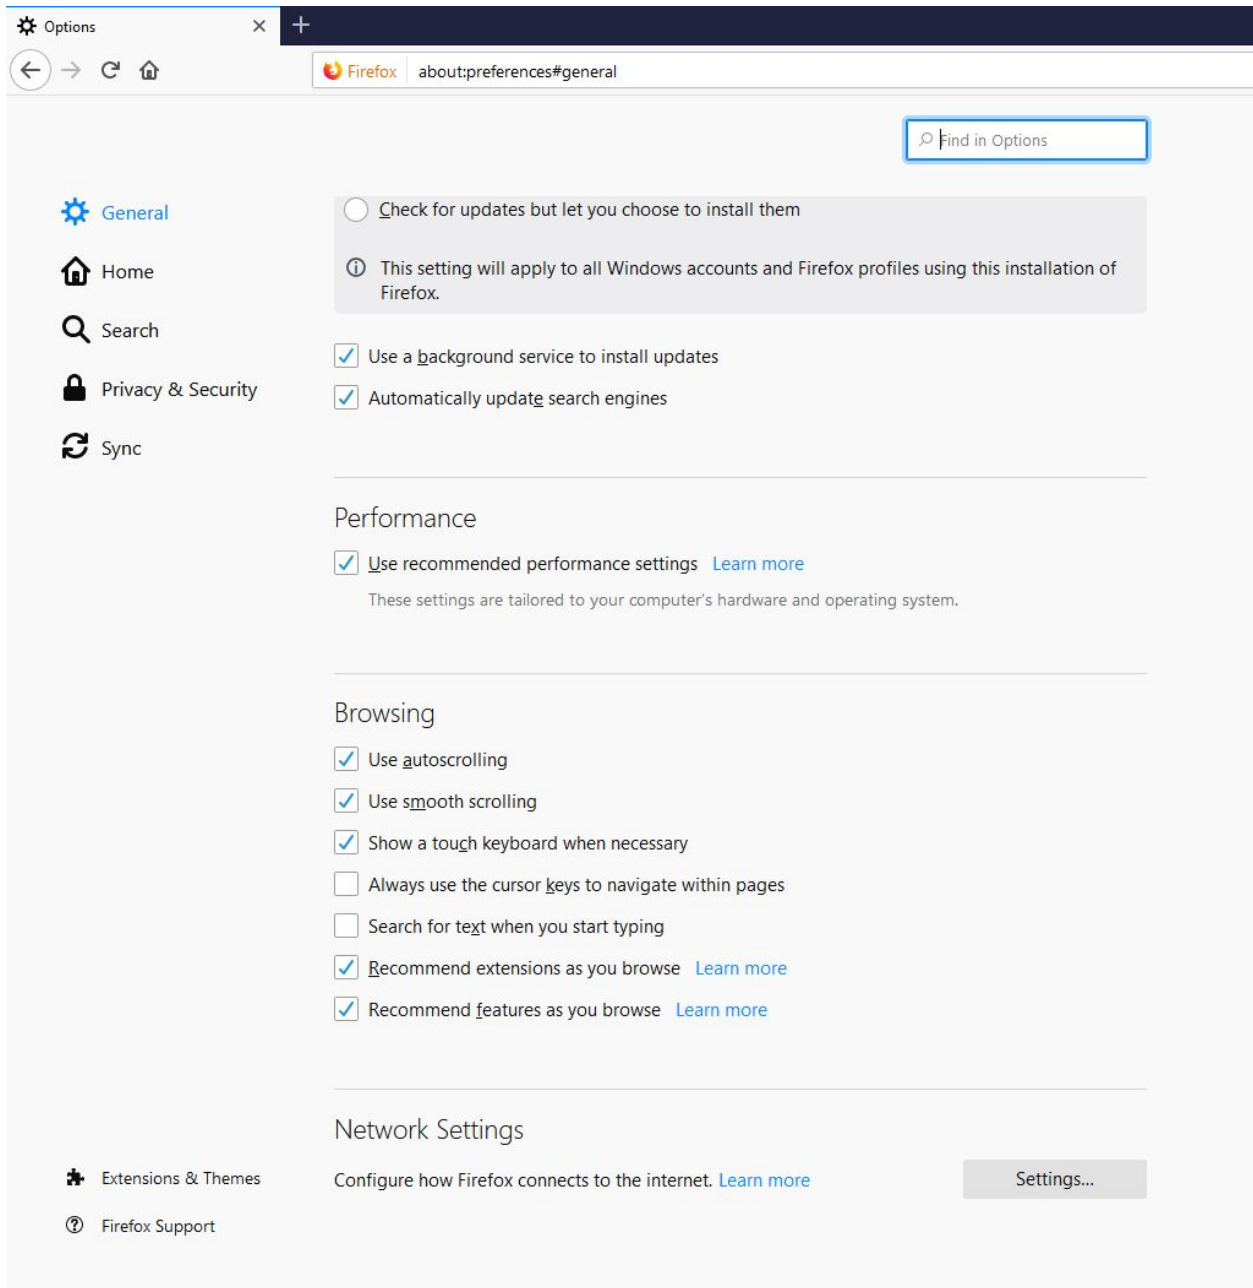 Options
Firefox about:preferences#general
Find in Options
General
Home
Search
Privacy & Security
Sync
Check for updates but let you choose to install them
This setting will apply to all Windows accounts and Firefox profiles using this installation of
Firefox.
Use a background service to install updates
Automatically update search engines
Performance
Use recommended performance settings Learn more
These settings are tailored to your computer's hardware and operating system.
Browsing
Use autoscrolling
Use smooth scrolling
Show a touch keyboard when necessary
Always use the cursor keys to navigate within pages
Search for text when you start typing
Recommend extensions as you browse Learn more
Recommend features as you browse Learn more
Network Settings
Configure how Firefox connects to the internet. Learn more Settings...
Extensions & Themes
Firefox Support